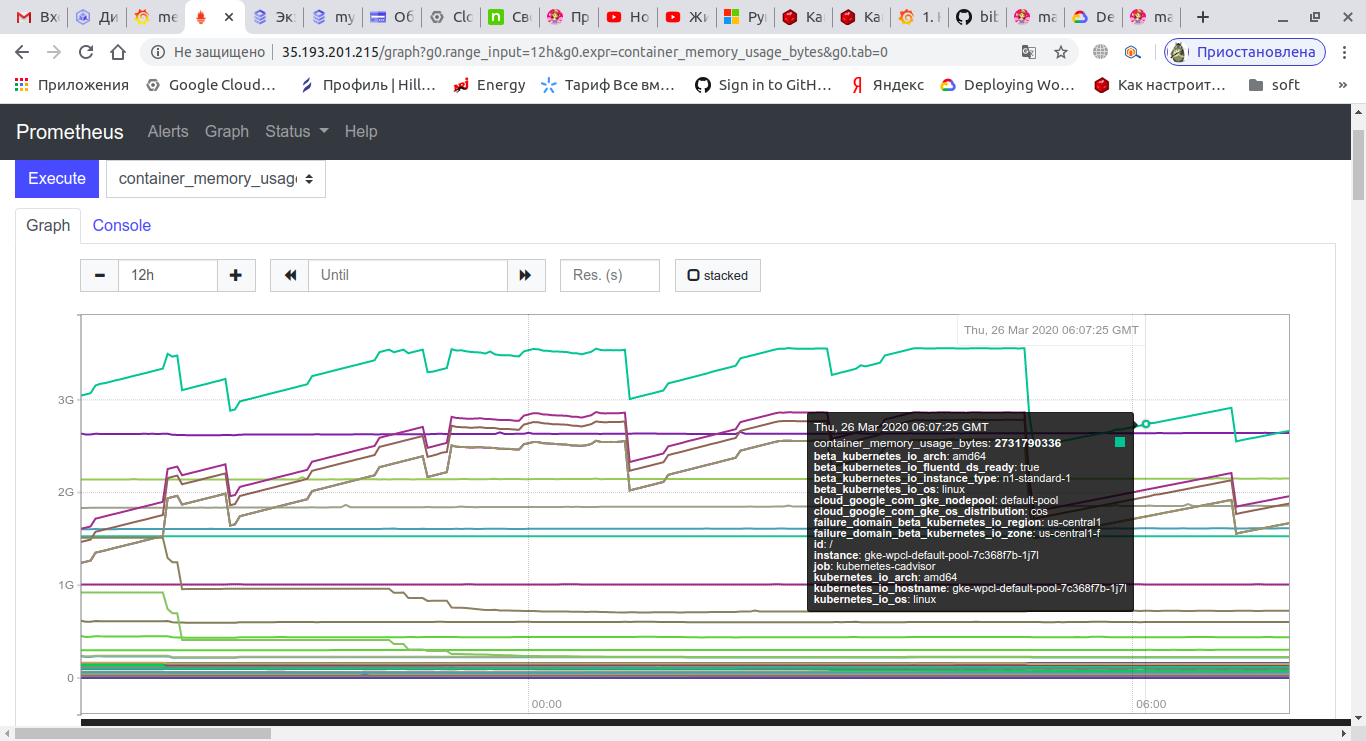 Вхо
Ди
me
Эк
my
Об
Clo
Св
Пр
Но
Жи
Ру
Ка
Ка
1. К
bit
ma
De
ma
Не защищено
35.193.201.215/graph?g0.range_input=12h&g0.expr=container_memory_usage_bytes&g0.tab=0
Приостановлена
Приложения
Google Cloud…
Профиль | Hill…
Energy
Тариф Все вм…
Sign in to GitH…
Яндекс
Deploying Wo…
Как настроит…
soft
»
Prometheus
Alerts
Graph
Status
Help
Execute
container_memory_usag
Graph
Console
12h
Until
Res. (s)
stacked
Thu, 26 Mar 2020 06:07:25 GMT
3G
2G
1G
0
Thu, 26 Mar 2020 06:07:25 GMT
container_memory_usage_bytes: 2731790336
beta_kubernetes_io_arch: amd64
beta_kubernetes_io_fluentd_ds_ready: true
beta_kubernetes_io_instance_type: n1-standard-1
beta_kubernetes_io_os: linux
cloud_google_com_gke_nodepool: default-pool
cloud_google_com_gke_os_distribution: cos
failure_domain_beta_kubernetes_io_region: us-central1
failure_domain_beta_kubernetes_io_zone: us-central1-f
id: /
instance: gke-wpcl-default-pool-7c368f7b-1j7l
job: kubernetes-cadvisor
kubernetes_io_arch: amd64
kubernetes_io_hostname: gke-wpcl-default-pool-7c368f7b-1j7l
kubernetes_io_os: linux
00:00
06:00